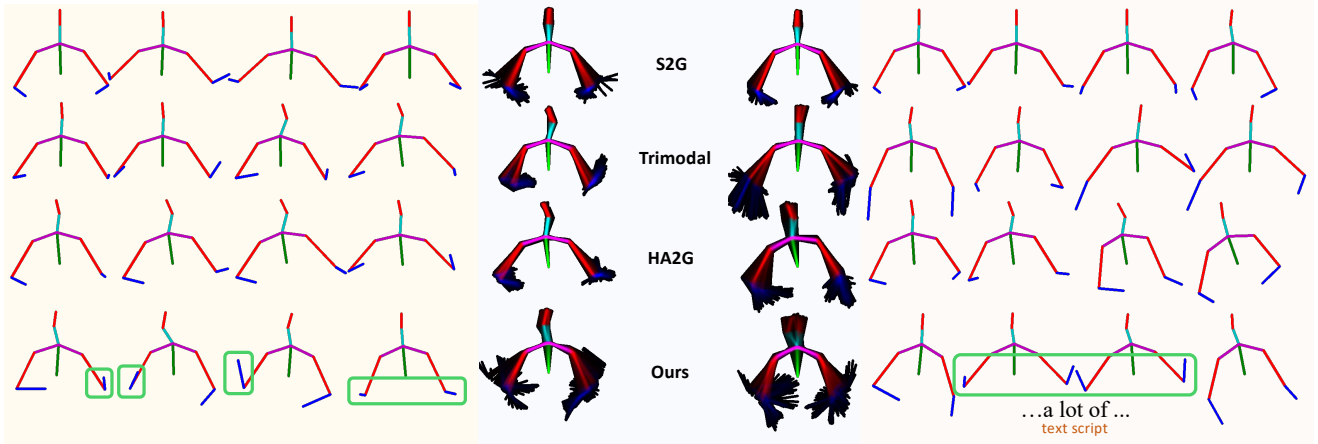 S2G
Trimodal
HA2G
Ours
...a lot of ...
text script